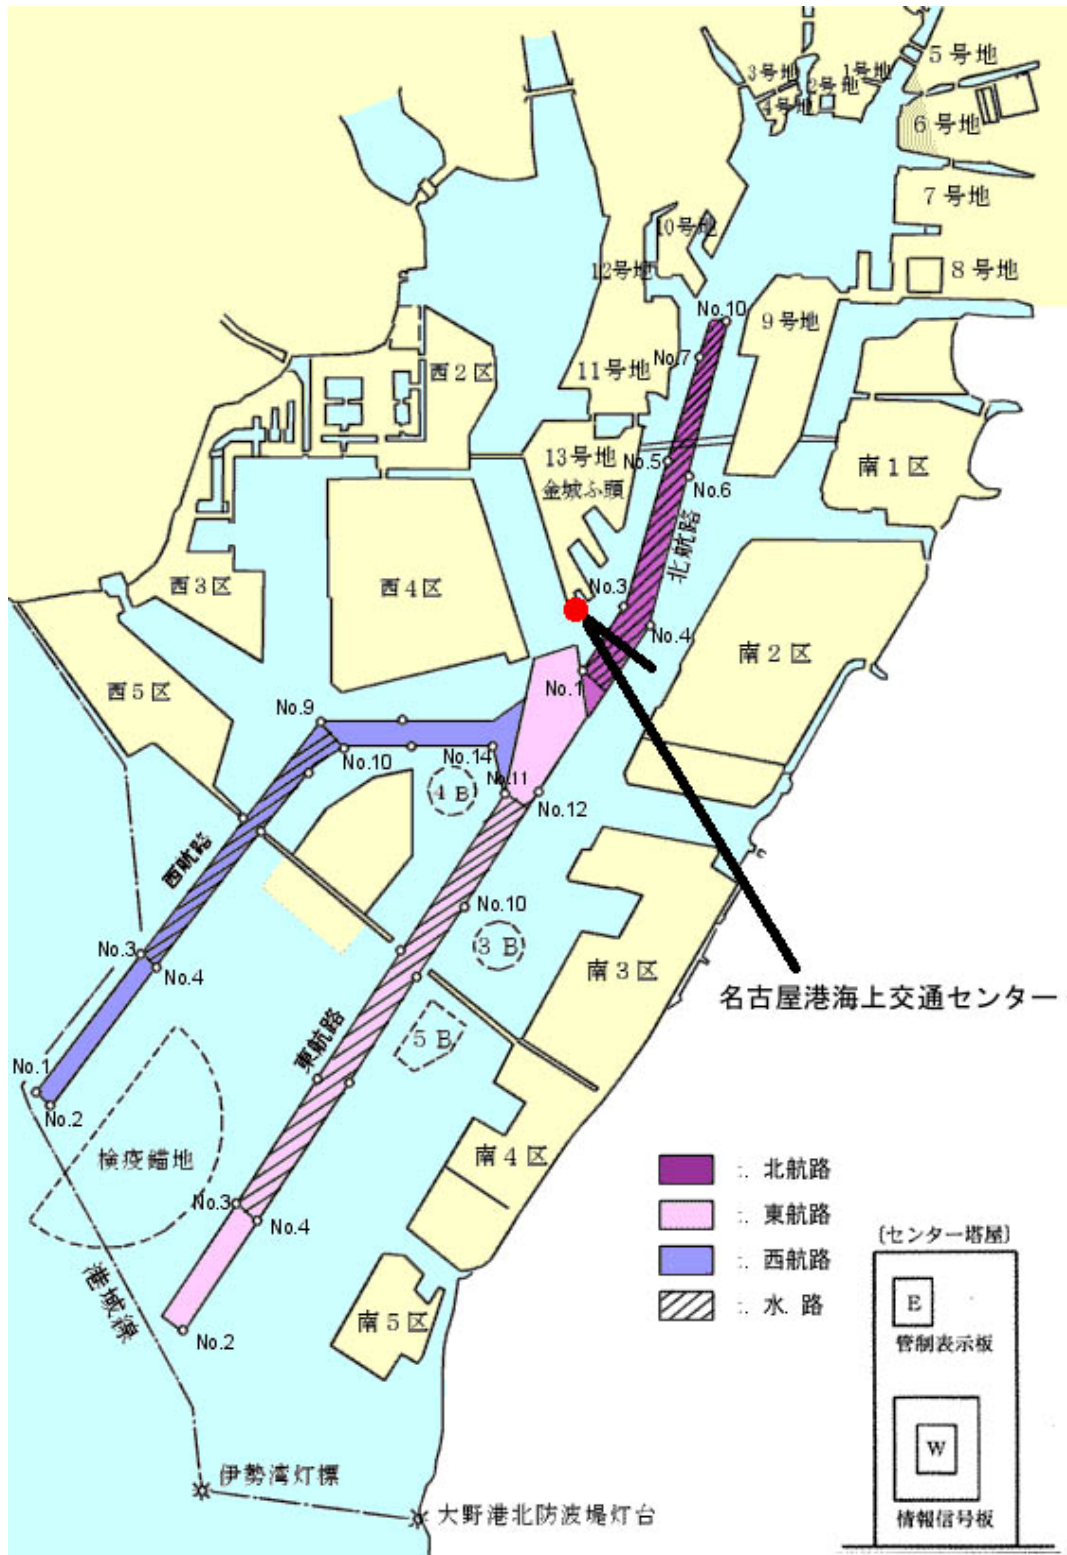 5号地
3号地
1号地
2号地
4号地
6号地
7号地
10号地
12号地
8号地
No.10
9号地
No.7
西2区
11号地
13号地
金城ふ頭
No.5
南1区
No.6
北航路
西3区
西4区
No.3
No.4
南2区
西5区
No.1
No.9
No.10
No.14
No.11
4 B
No.12
西航路
No.10
3 B
No.3
No.4
南3区
名古屋港海上交通センター
東航路
5 B
No.1
No.2
検疫錨地
南4区
: 北航路
No.3
No.4
: 東航路
(センター塔屋)
: 西航路
港域線
E
: 水路
南5区
No.2
管制表示板
W
伊勢湾灯標
大野港北防波堤灯台
情報信号板